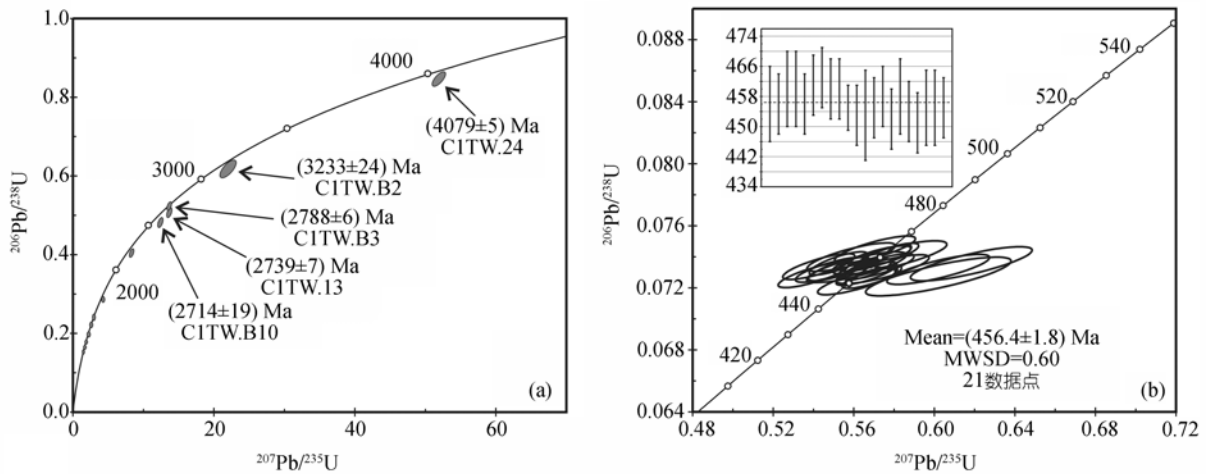 1.0
0.8
0.6
0.4
0.2
0.0
0
20
40
60
²⁰⁶Pb/²³⁸U
²⁰⁷Pb/²³⁵U
2000
3000
4000
(4079±5) Ma
C1TW.24
(3233±24) Ma
C1TW.B2
(2788±6) Ma
C1TW.B3
(2739±7) Ma
C1TW.13
(2714±19) Ma
C1TW.B10
(a)
0.088
0.084
0.080
0.076
0.072
0.068
0.064
0.48
0.52
0.56
0.60
0.64
0.68
0.72
²⁰⁶Pb/²³⁸U
²⁰⁷Pb/²³⁵U
474
466
458
450
442
434
540
520
500
480
440
420
Mean=(456.4±1.8) Ma
MWSD=0.60
21数据点
(b)